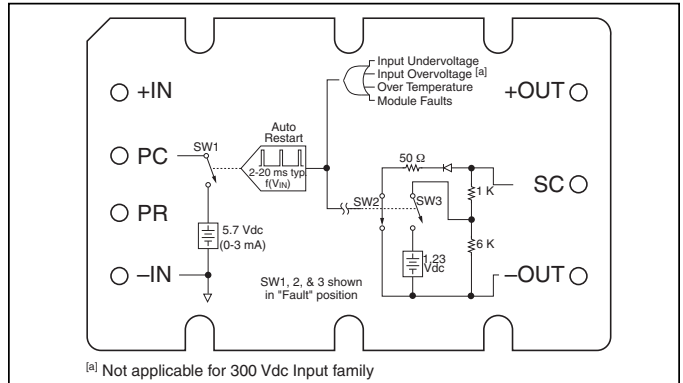 Input Undervoltage
Input Overvoltage [a]
Over Temperature
Module Faults
+IN
+OUT
Auto
Restart
PC
SW1
2-20 ms typ.
f(VIN)
50 Ω
1 K
SC
PR
SW2
SW3
5.7 Vdc
(0-3 mA)
6 K
1.23
Vdc
–IN
–OUT
SW1, 2, & 3 shown
in "Fault" position
[a] Not applicable for 300 Vdc Input family